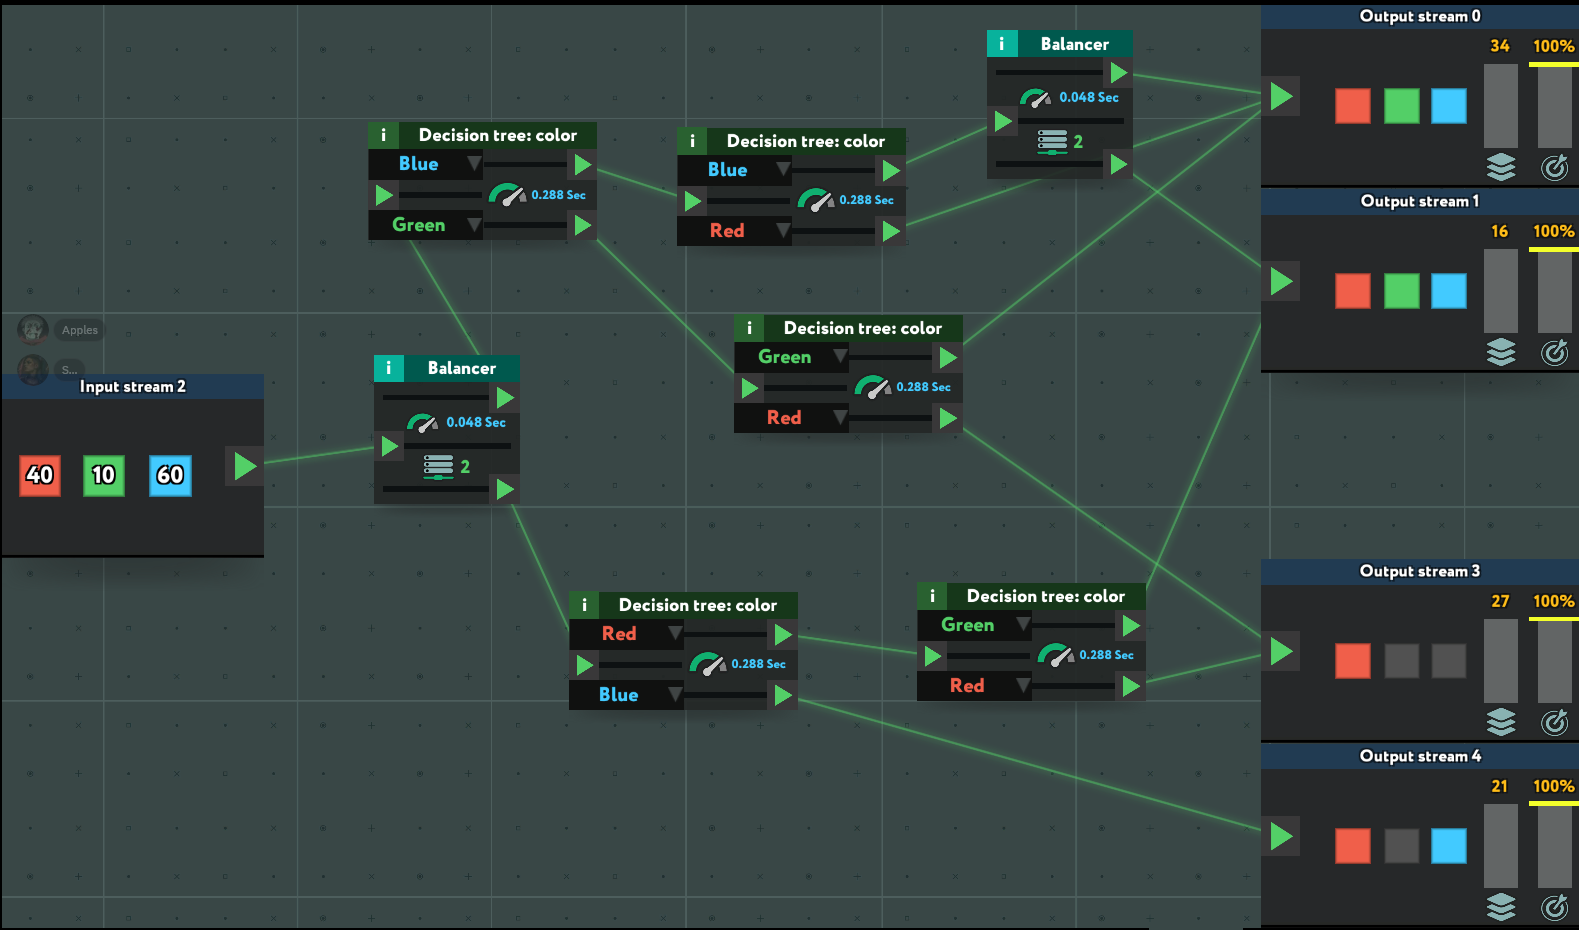 Output stream 0
34 100%
i Balancer
0.048 Sec
2
i Decision tree: color
Blue
0.288 Sec
Green
i Decision tree: color
Blue
0.288 Sec
Red
Output stream 1
16 100%
Apples
S...
i Decision tree: color
Green
0.288 Sec
Red
i Balancer
0.048 Sec
2
Input stream 2
40 10 60
Output stream 3
27 100%
i Decision tree: color
Red
0.288 Sec
Blue
i Decision tree: color
Green
0.288 Sec
Red
Output stream 4
21 100%